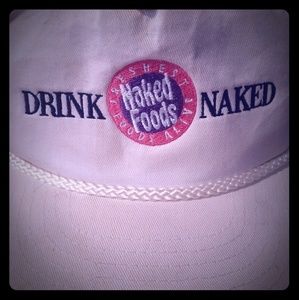 DRINK
FRESHEST
Naked
Foods
FOODS ALIVE
NAKED